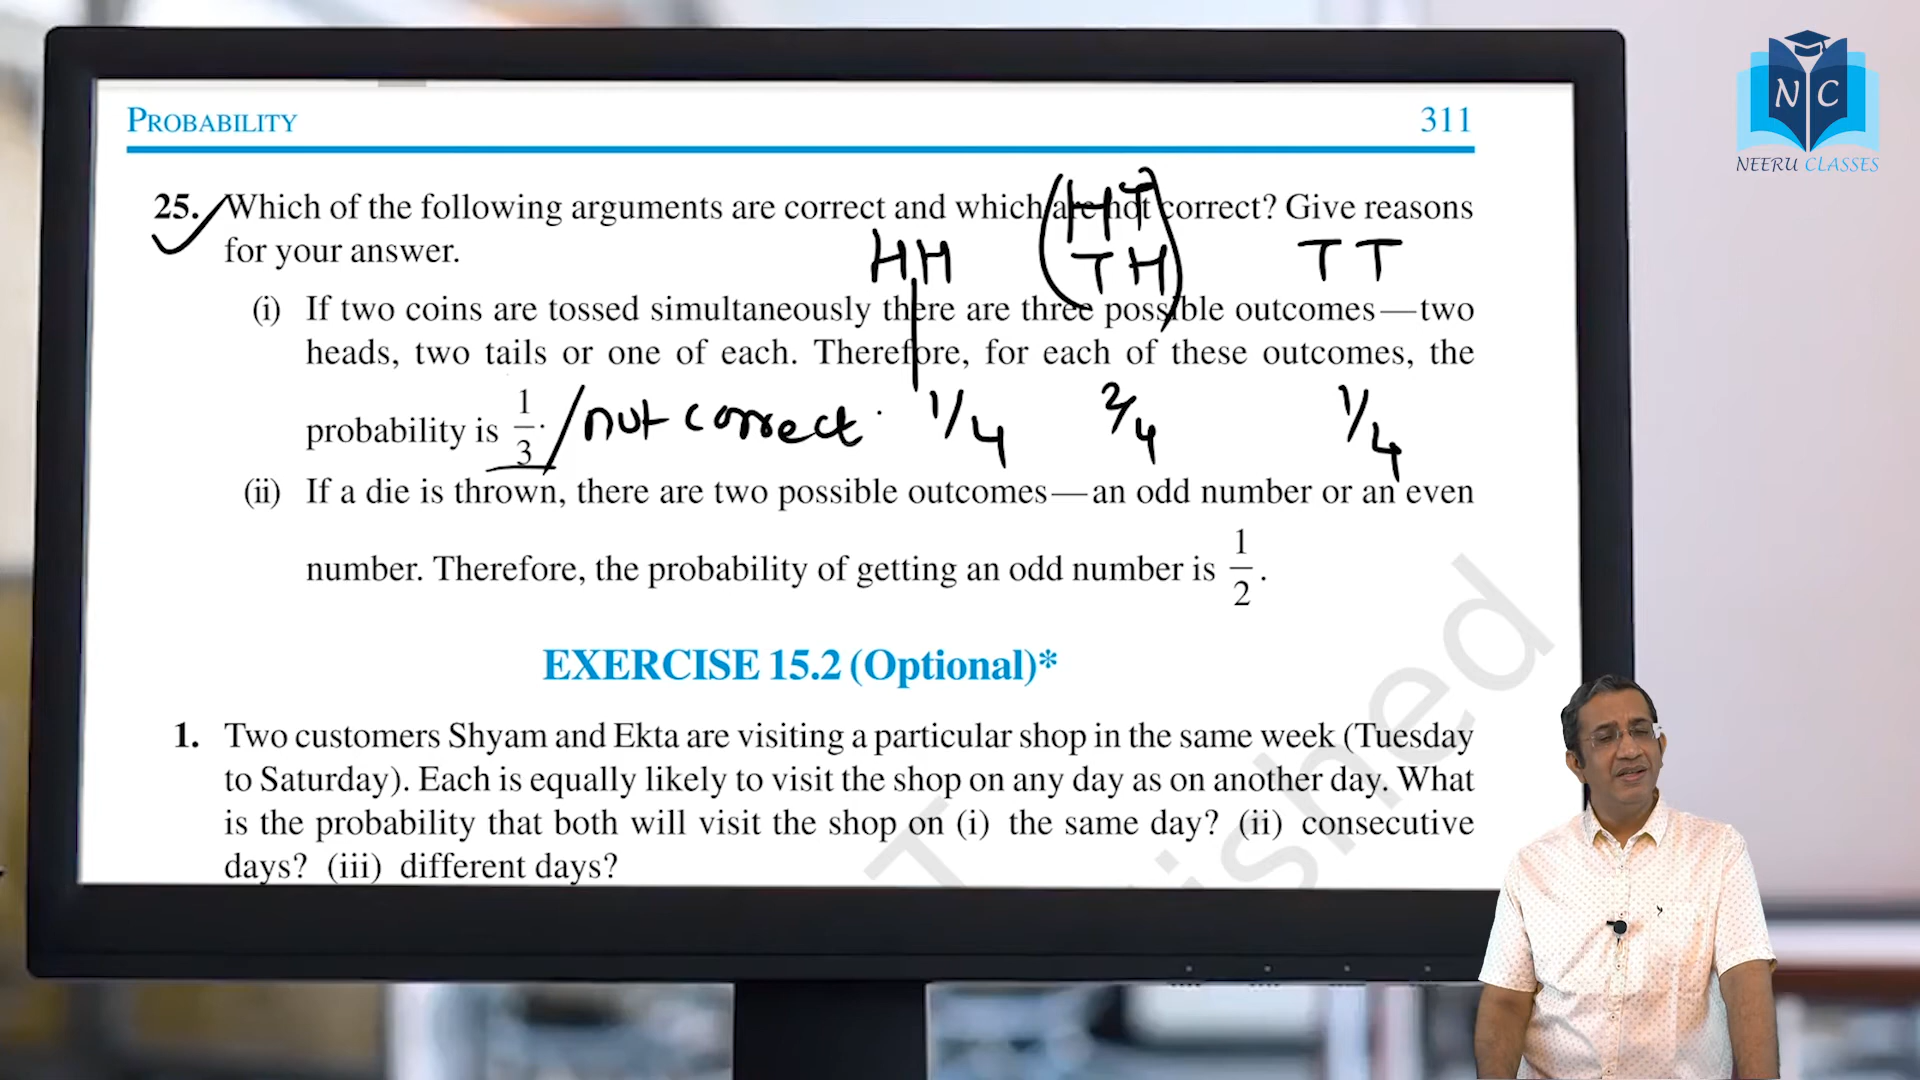 PROBABILITY 311
25. Which of the following arguments are correct and which are not correct? Give reasons
for your answer.
HT
HH TH TT
(i) If two coins are tossed simultaneously there are three possible outcomes—two
heads, two tails or one of each. Therefore, for each of these outcomes, the
probability is 1/3. not correct. 1/4 2/4 1/4
(ii) If a die is thrown, there are two possible outcomes—an odd number or an even
number. Therefore, the probability of getting an odd number is 1/2.
EXERCISE 15.2 (Optional)*
1. Two customers Shyam and Ekta are visiting a particular shop in the same week (Tuesday
to Saturday). Each is equally likely to visit the shop on any day as on another day. What
is the probability that both will visit the shop on (i) the same day? (ii) consecutive
days? (iii) different days?
NC
NEERU CLASSES